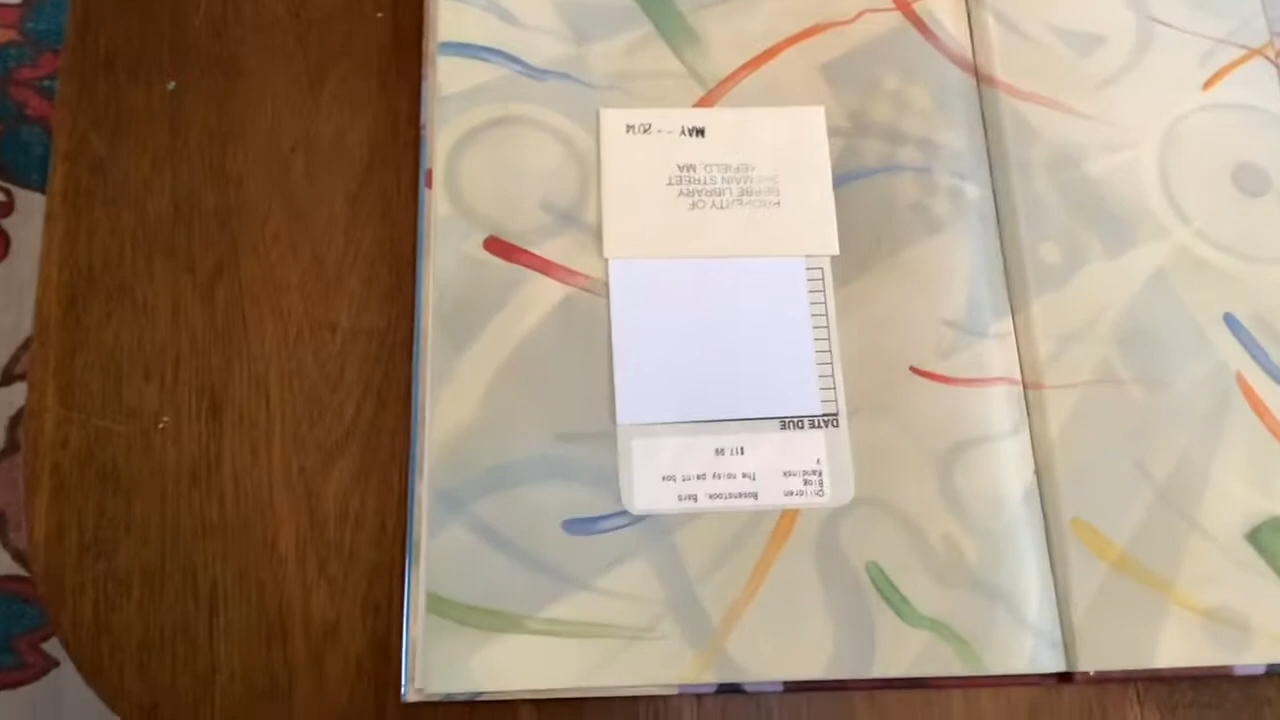 Children Rosenstock, Barb
Biog
Kandinsk The noisy paint box
y
$17.99
DATE DUE
PROPERTY OF
BEEBE LIBRARY
MAIN STREET
MA
MAY -- 2014